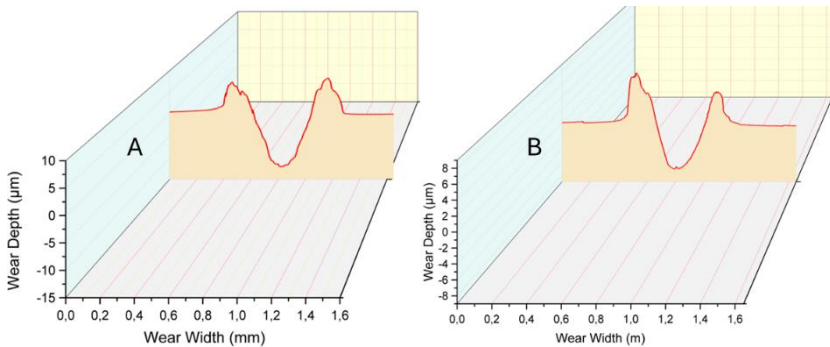 A
10
5
0
-5
-10
-15
Wear Depth (µm)
0,0 0,2 0,4 0,6 0,8 1,0 1,2 1,4 1,6
Wear Width (mm)
B
8
6
4
2
0
-2
-4
-6
-8
Wear Depth (µm)
0,0 0,2 0,4 0,6 0,8 1,0 1,2 1,4 1,6
Wear Width (m)